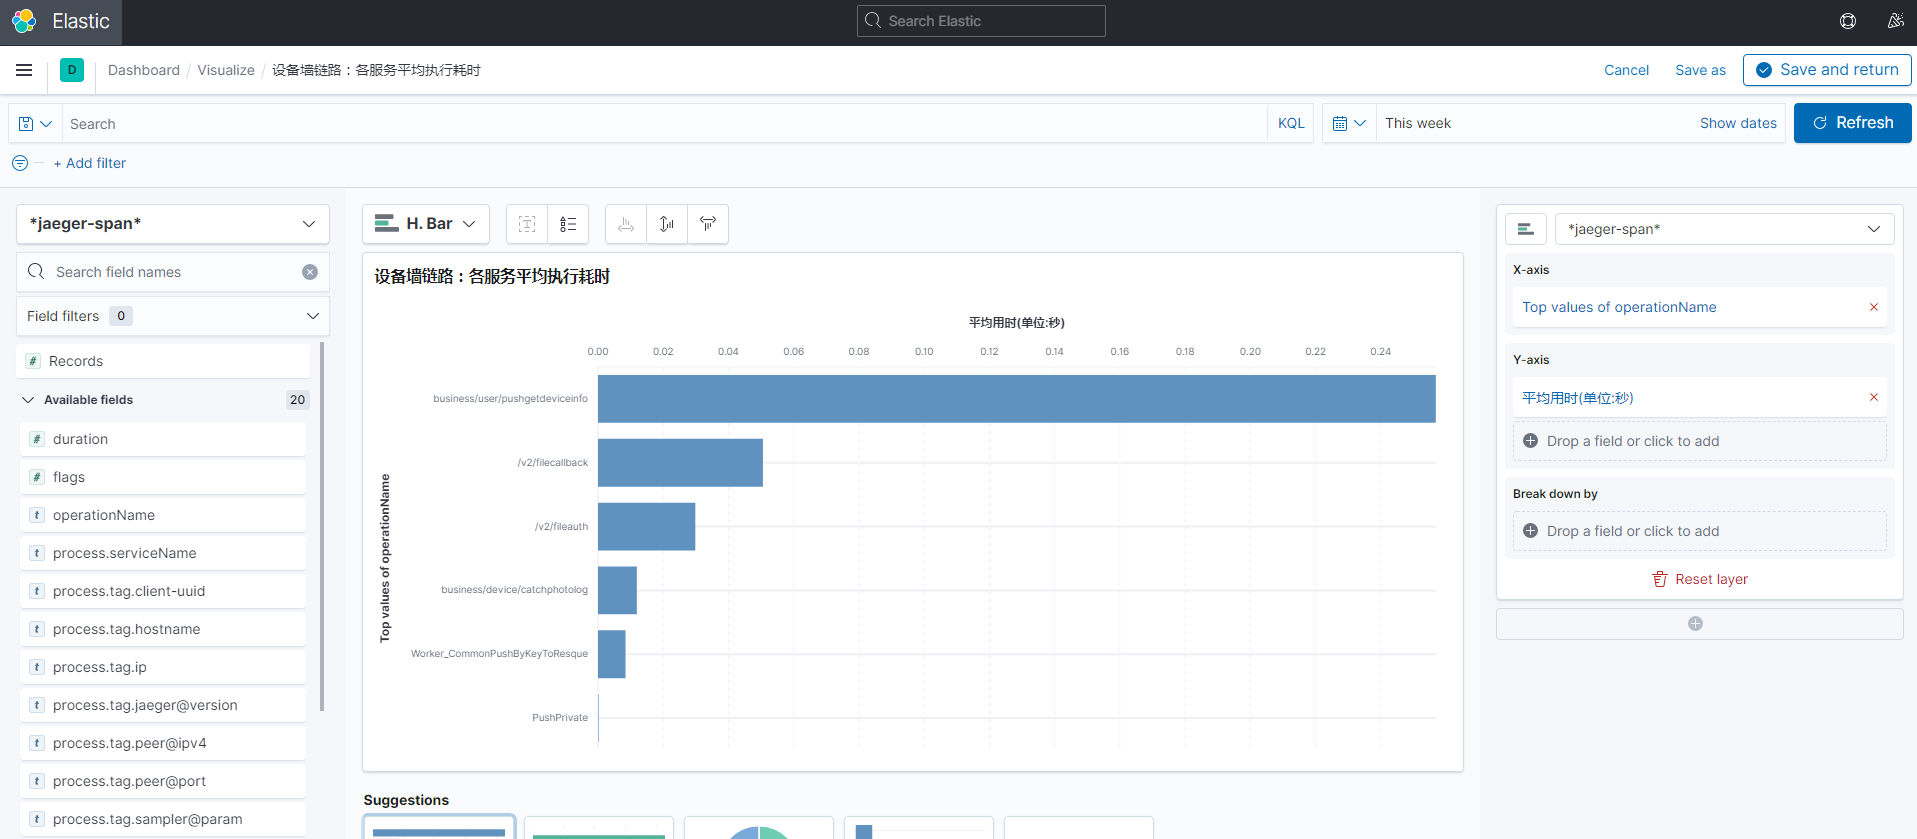 Elastic
Search Elastic
D
Dashboard / Visualize / 设备墙链路：各服务平均执行耗时
Cancel
Save as
Save and return
Search
KQL
This week
Show dates
Refresh
+ Add filter
*jaeger-span*
Search field names
Field filters 0
# Records
Available fields 20
# duration
# flags
t operationName
t process.serviceName
t process.tag.client-uuid
t process.tag.hostname
t process.tag.ip
t process.tag.jaeger@version
t process.tag.peer@ipv4
t process.tag.peer@port
t process.tag.sampler@param
H. Bar
设备墙链路：各服务平均执行耗时
平均用时(单位:秒)
0.00 0.02 0.04 0.06 0.08 0.10 0.12 0.14 0.16 0.18 0.20 0.22 0.24
Top values of operationName
business/user/pushgetdeviceinfo
/v2/filecallback
/v2/fileauth
business/device/catchphotolog
Worker_CommonPushByKeyToResque
PushPrivate
Suggestions
*jaeger-span*
X-axis
Top values of operationName
Y-axis
平均用时(单位:秒)
Drop a field or click to add
Break down by
Drop a field or click to add
Reset layer